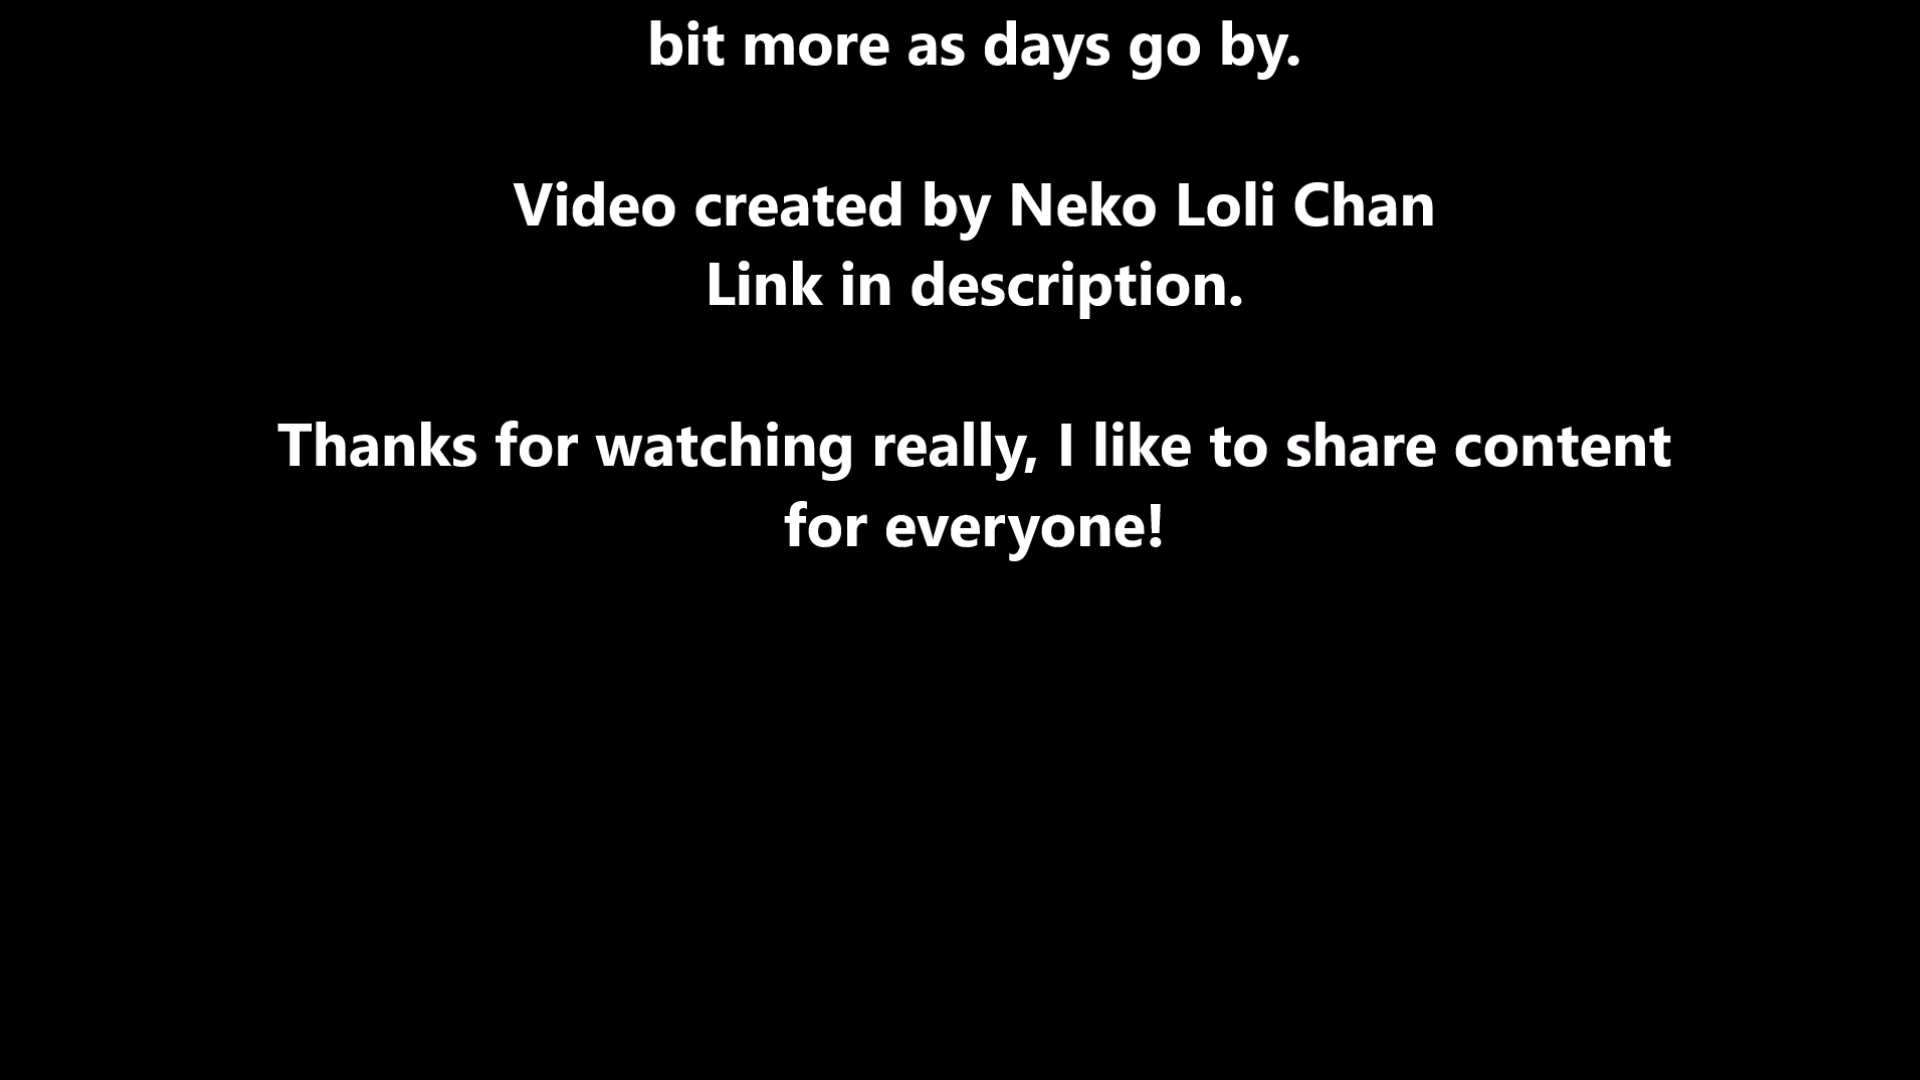 bit more as days go by.
Video created by Neko Loli Chan
Link in description.
Thanks for watching really, I like to share content
for everyone!